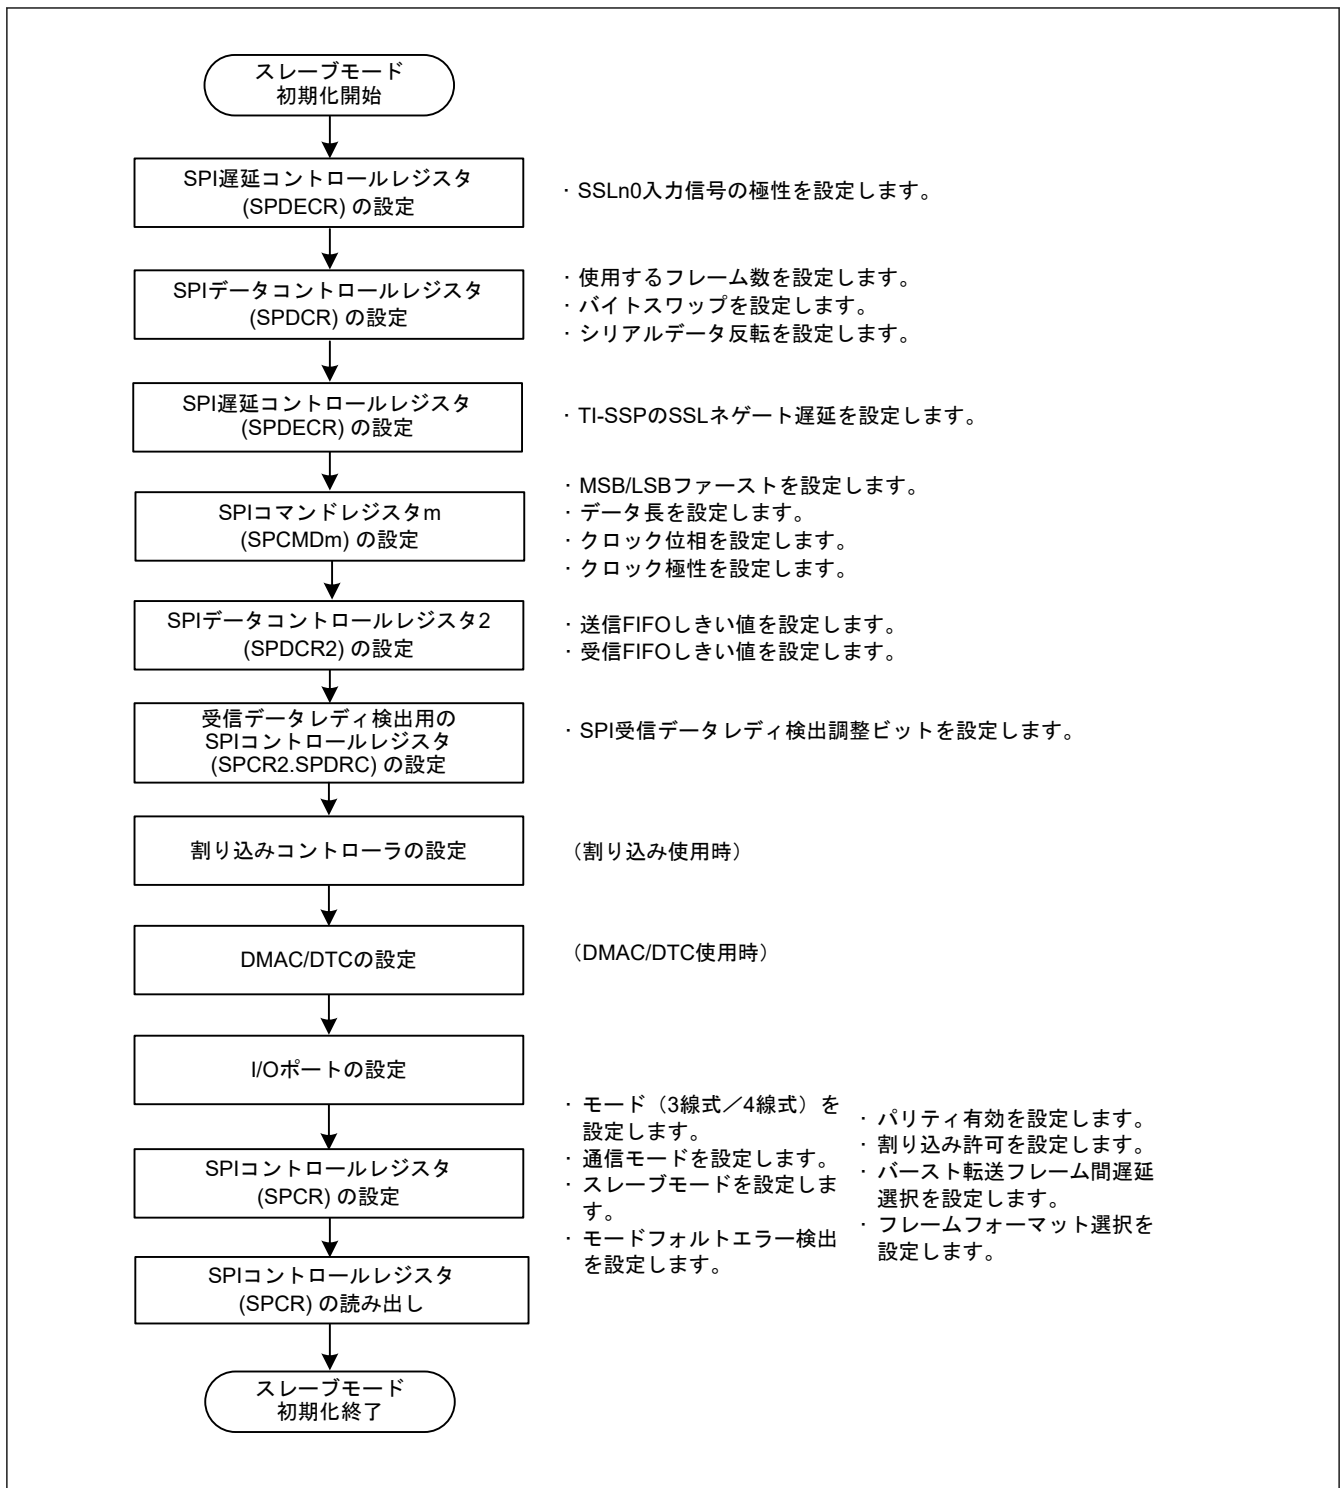 スレーブモード
初期化開始
SPI遅延コントロールレジスタ
(SPDECR) の設定
・SSLn0入力信号の極性を設定します。
SPIデータコントロールレジスタ
(SPDCR) の設定
・使用するフレーム数を設定します。
・バイトスワップを設定します。
・シリアルデータ反転を設定します。
SPI遅延コントロールレジスタ
(SPDECR) の設定
・TI-SSPのSSLネゲート遅延を設定します。
SPIコマンドレジスタm
(SPCMDm) の設定
・MSB/LSBファーストを設定します。
・データ長を設定します。
・クロック位相を設定します。
・クロック極性を設定します。
SPIデータコントロールレジスタ2
(SPDCR2) の設定
・送信FIFOしきい値を設定します。
・受信FIFOしきい値を設定します。
受信データレディ検出用の
SPIコントロールレジスタ
(SPCR2.SPDRC) の設定
・SPI受信データレディ検出調整ビットを設定します。
割り込みコントローラの設定
（割り込み使用時）
DMAC/DTCの設定
（DMAC/DTC使用時）
I/Oポートの設定
SPIコントロールレジスタ
(SPCR) の設定
・モード（3線式／4線式）を
設定します。
・通信モードを設定します。
・スレーブモードを設定しま
す。
・モードフォルトエラー検出
を設定します。
・パリティ有効を設定します。
・割り込み許可を設定します。
・バースト転送フレーム間遅延
選択を設定します。
・フレームフォーマット選択を
設定します。
SPIコントロールレジスタ
(SPCR) の読み出し
スレーブモード
初期化終了